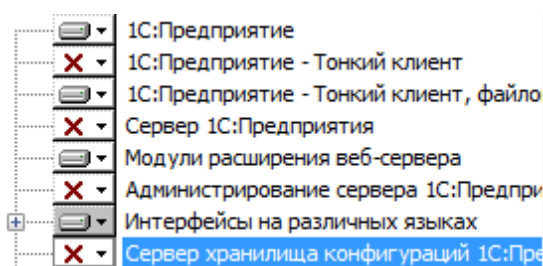 1С:Предприятие
1С:Предприятие - Тонкий клиент
1С:Предприятие - Тонкий клиент, файло
Сервер 1С:Предприятия
Модули расширения веб-сервера
Администрирование сервера 1С:Предпри
Интерфейсы на различных языках
Сервер хранилища конфигураций 1С:Пре